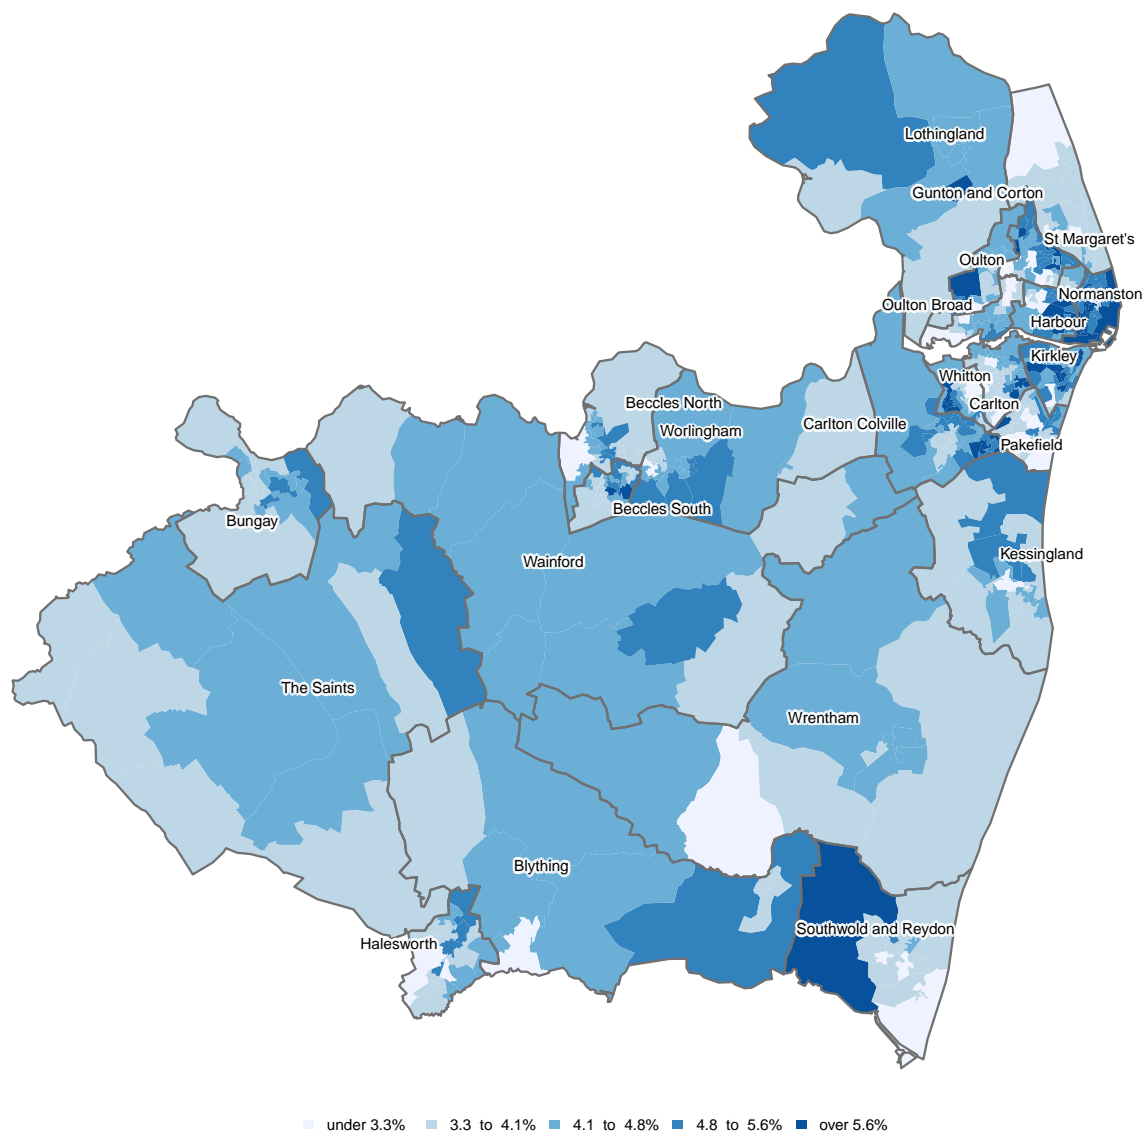 Lothingland
Gunton and Corton
St Margaret's
Oulton
Normanston
Oulton Broad
Harbour
Kirkley
Whitton
Beccles North
Carlton
Carlton Colville
Worlingham
Pakefield
Beccles South
Bungay
Kessingland
Wainford
The Saints
Wrentham
Blything
Southwold and Reydon
Halesworth
under 3.3% 3.3 to 4.1% 4.1 to 4.8% 4.8 to 5.6% over 5.6%